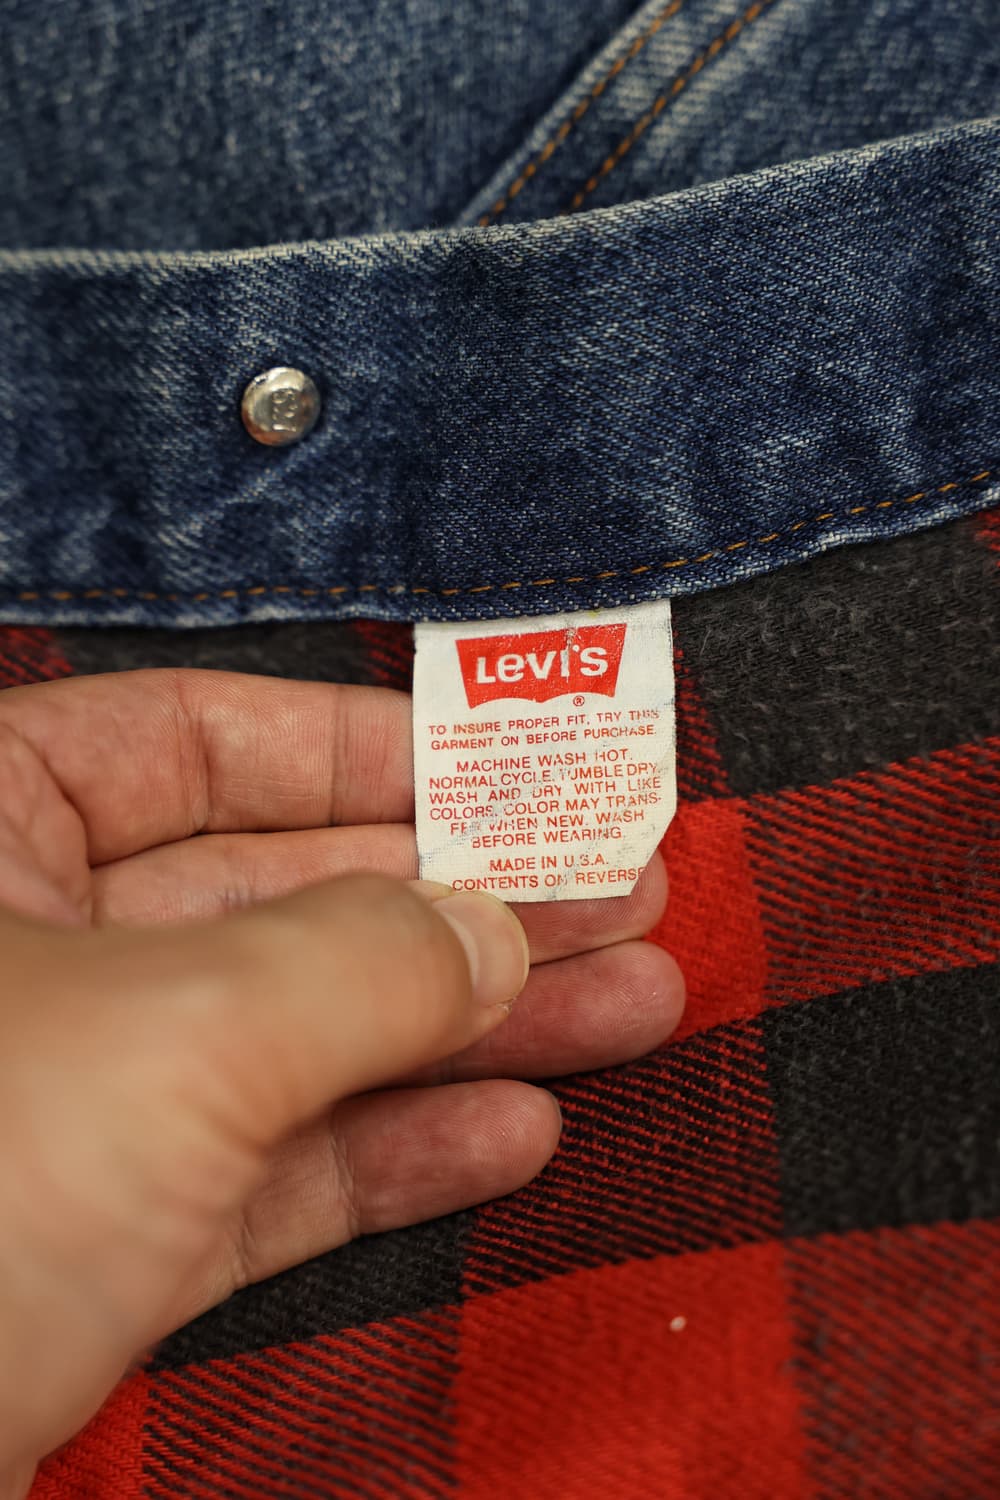 527
LEVI'S
®
TO INSURE PROPER FIT, TRY THIS
GARMENT ON BEFORE PURCHASE.
MACHINE WASH HOT.
NORMAL CYCLE. TUMBLE DRY.
WASH AND DRY WITH LIKE
COLORS. COLOR MAY TRANS-
FER WHEN NEW. WASH
BEFORE WEARING.
MADE IN U.S.A.
CONTENTS ON REVERSE